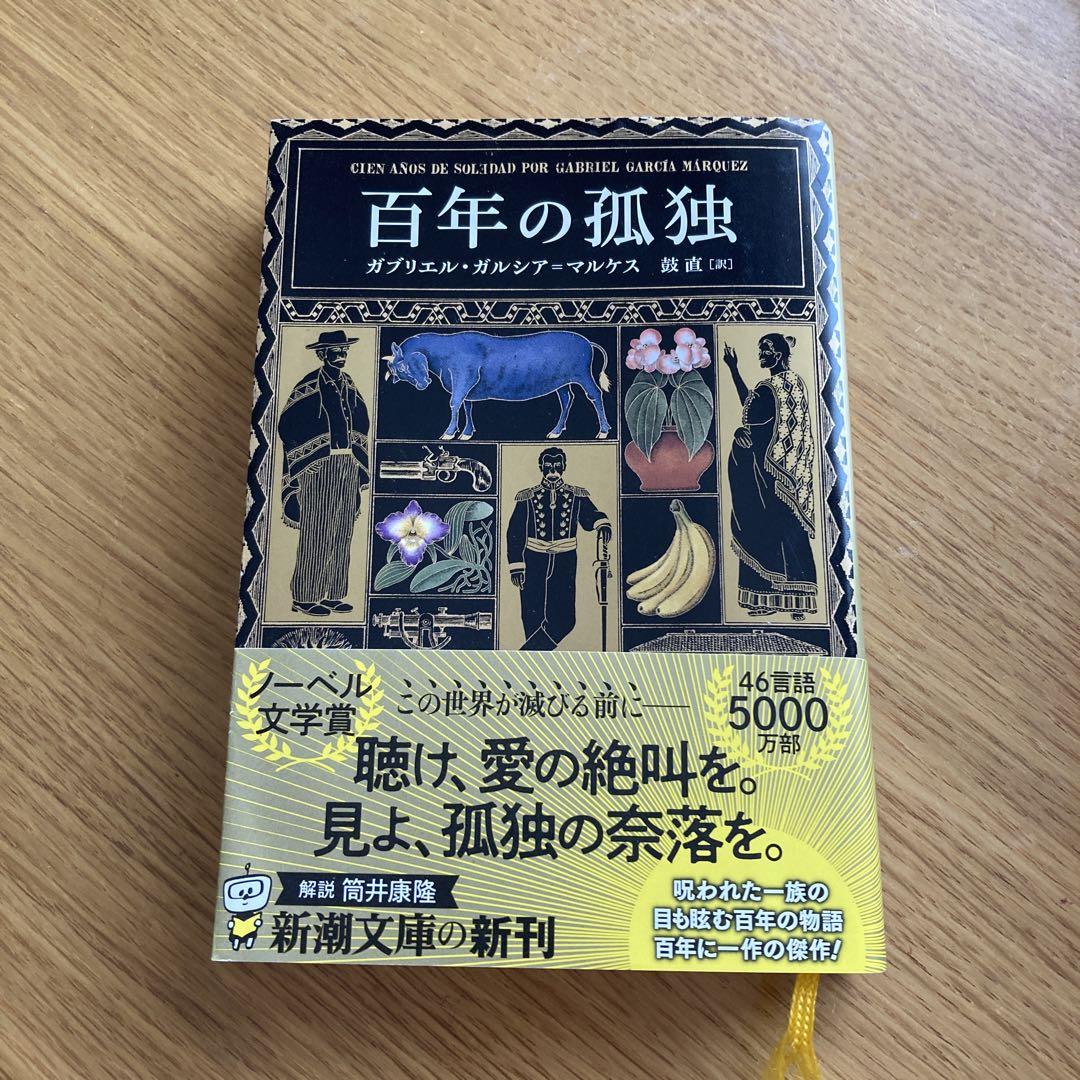 CIEN AÑOS DE SOLEDAD POR GABRIEL GARCÍA MÁRQUEZ
百年の孤独
ガブリエル・ガルシア=マルケス 鼓直[訳]
ノーベル
文学賞
この世界が滅びる前に——
46言語
5000
万部
聴け、愛の絶叫を。
見よ、孤独の奈落を。
解説 筒井康隆
新潮文庫の新刊
呪われた一族の
目も眩む百年の物語
百年に一作の傑作!